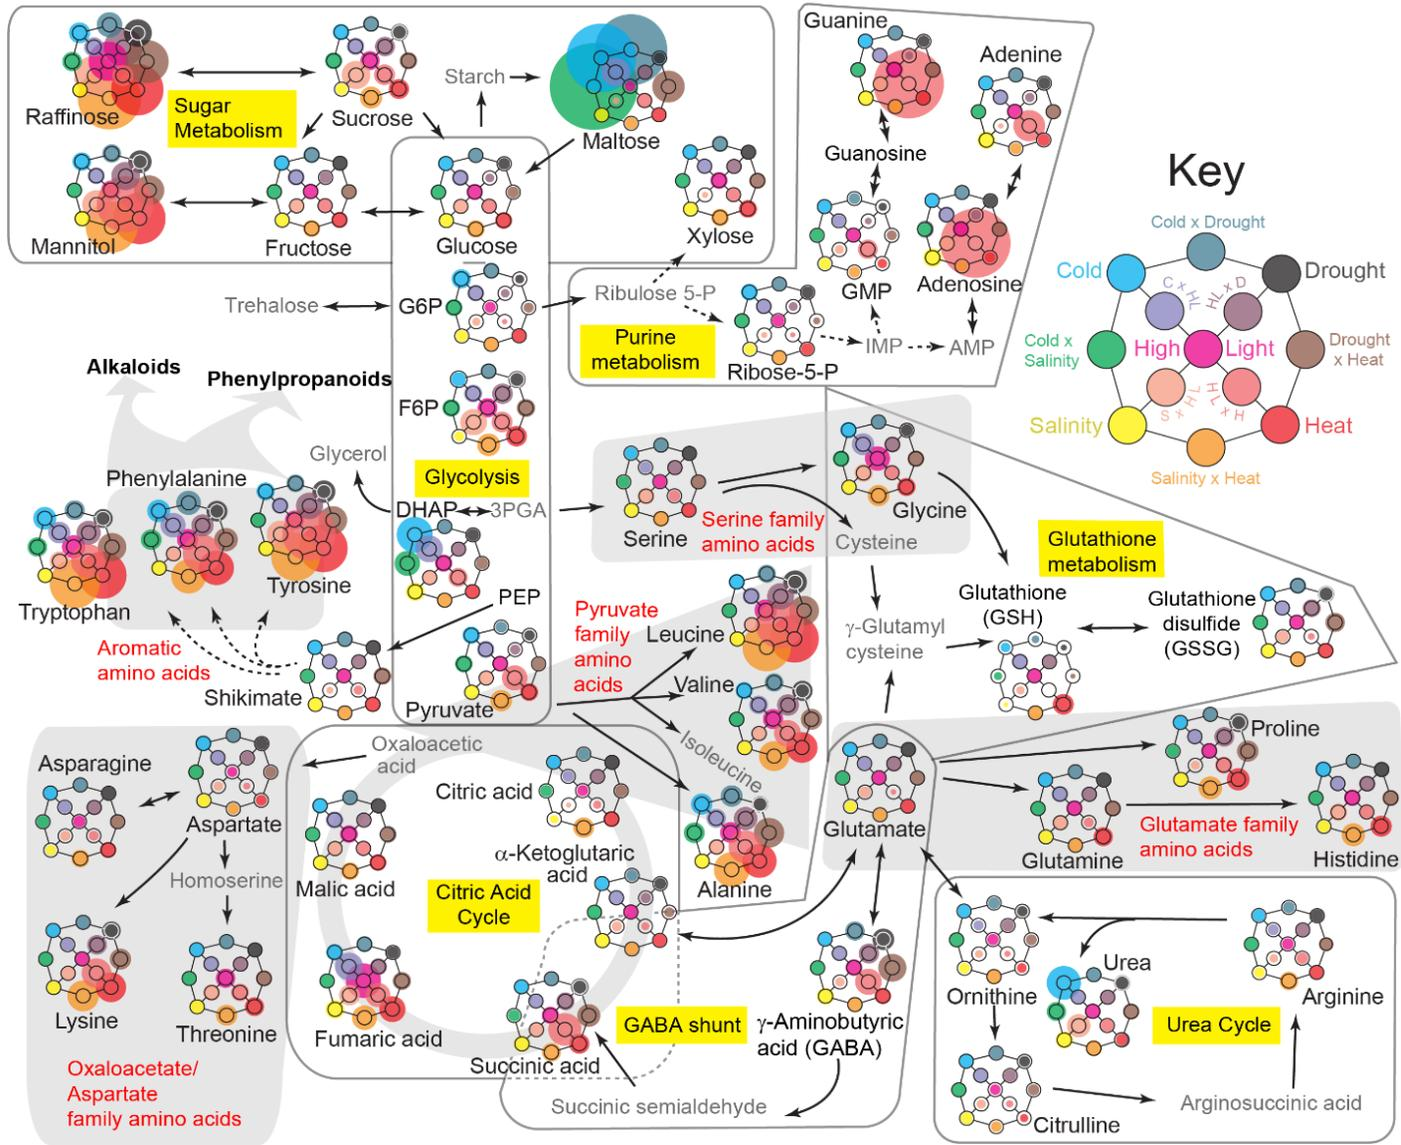 Raffinose
Sugar
Metabolism
Sucrose
Starch
Maltose
Mannitol
Fructose
Glucose
Xylose
Guanine
Adenine
Guanosine
GMP
Adenosine
Ribulose 5-P
Purine
metabolism
Ribose-5-P
IMP
AMP
Key
Cold x Drought
Cold
Drought
C x HL
HL x D
Cold x
Salinity
High
Light
Drought
x Heat
S x HL
HL x H
Salinity
Heat
Salinity x Heat
Trehalose
G6P
F6P
Glycolysis
DHAP
3PGA
PEP
Pyruvate
Glycerol
Alkaloids
Phenylpropanoids
Phenylalanine
Tryptophan
Tyrosine
Aromatic
amino acids
Shikimate
Serine
Serine family
amino acids
Glycine
Cysteine
Glutathione
metabolism
Glutathione
(GSH)
Glutathione
disulfide
(GSSG)
γ-Glutamyl
cysteine
Pyruvate
family
amino
acids
Leucine
Valine
Isoleucine
Alanine
Asparagine
Aspartate
Homoserine
Lysine
Threonine
Oxaloacetate/
Aspartate
family amino acids
Oxaloacetic
acid
Citric acid
Malic acid
α-Ketoglutaric
acid
Citric Acid
Cycle
Fumaric acid
Succinic acid
GABA shunt
Succinic semialdehyde
γ-Aminobutyric
acid (GABA)
Glutamate
Proline
Glutamine
Glutamate family
amino acids
Histidine
Ornithine
Urea
Arginine
Urea Cycle
Citrulline
Arginosuccinic acid